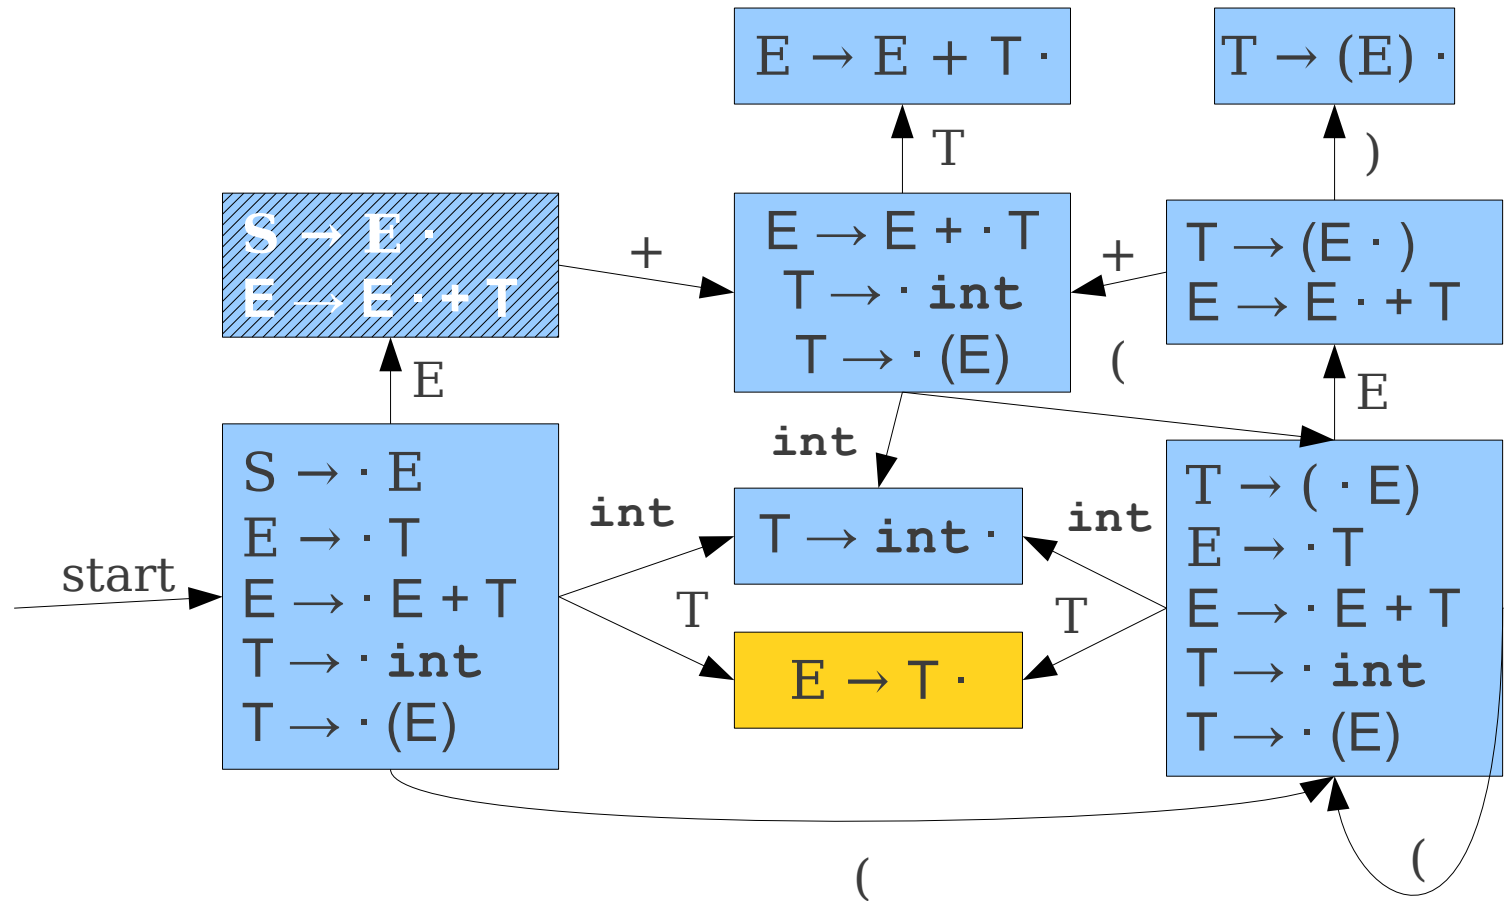 E → E + T ·
T → (E) ·
T
)
S → E ·
E → E · + T
+
E → E + · T
T → · int
T → · (E)
+
T → (E · )
E → E · + T
E
(
E
int
S → · E
E → · T
E → · E + T
T → · int
T → · (E)
start
int
T
T → int ·
E → T ·
int
T
T → ( · E)
E → · T
E → · E + T
T → · int
T → · (E)
(
(